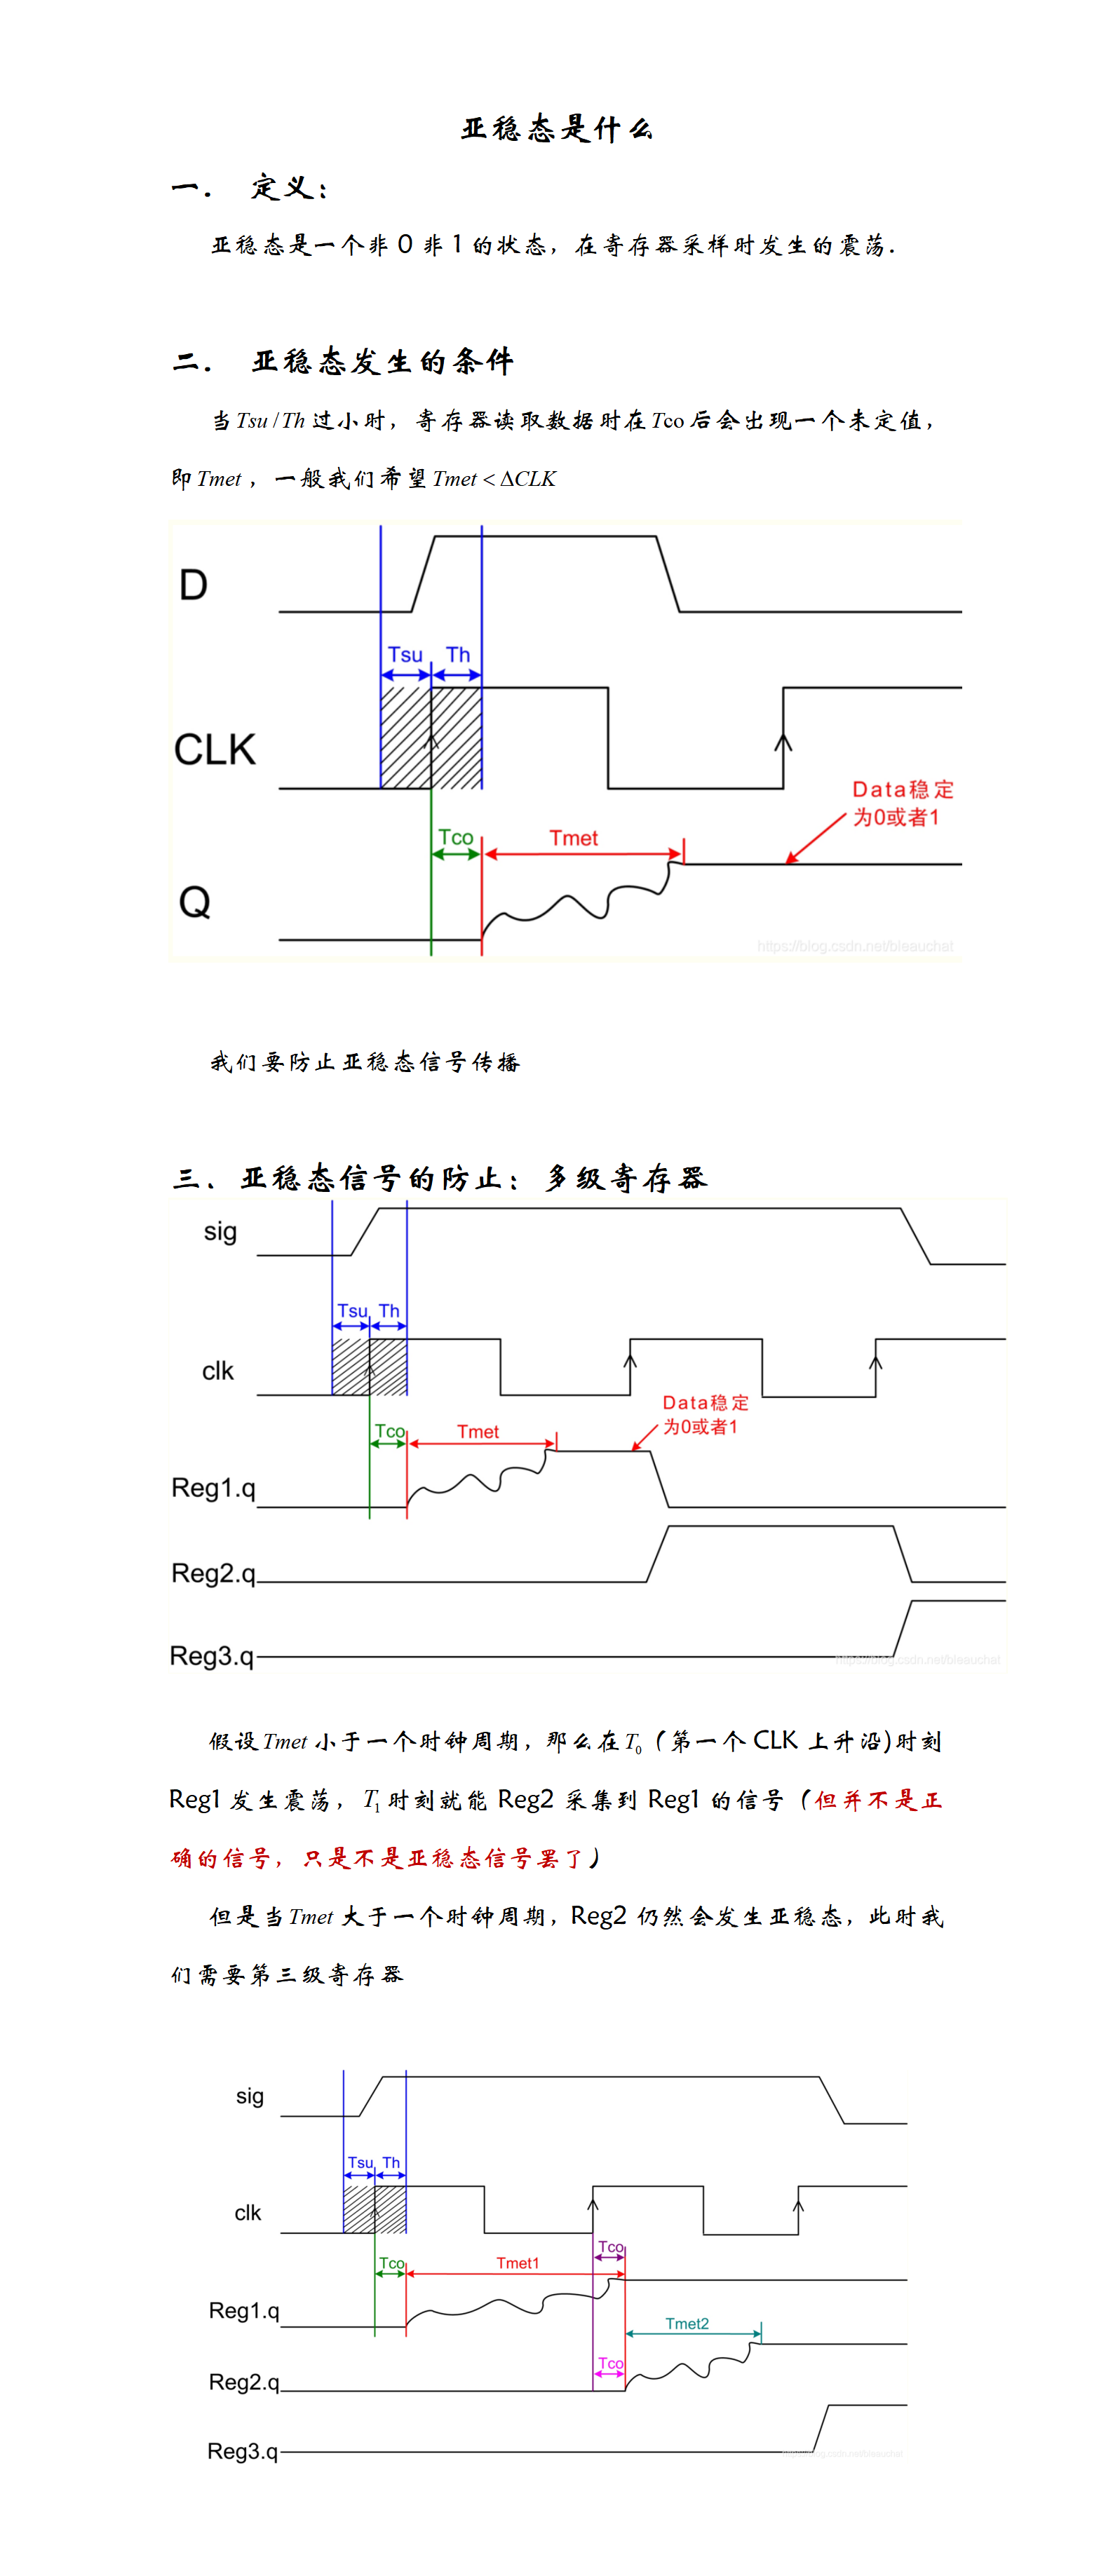 亚稳态是什么
一. 定义:
亚稳态是一个非 0 非 1 的状态, 在寄存器采样时发生的震荡.
二. 亚稳态发生的条件
当 Tsu / Th 过小时, 寄存器读取数据时在 Tco 后会出现一个未定值,
即 Tmet , 一般我们希望 Tmet < ΔCLK
D
Tsu Th
CLK
Data稳定
为0或者1
Tco Tmet
Q
https://blog.csdn.net/bleauchat
我们要防止亚稳态信号传播
三. 亚稳态信号的防止: 多级寄存器
sig
Tsu Th
clk
Data稳定
为0或者1
Tco Tmet
Reg1.q
Reg2.q
Reg3.q
https://blog.csdn.net/bleauchat
假设 Tmet 小于一个时钟周期, 那么在 T0 (第一个 CLK 上升沿)时刻
Reg1 发生震荡, T1 时刻就能 Reg2 采集到 Reg1 的信号 (但并不是正
确的信号, 只是不是亚稳态信号罢了)
但是当 Tmet 大于一个时钟周期, Reg2 仍然会发生亚稳态, 此时我
们需要第三级寄存器
sig
Tsu Th
clk
Tco
Tco Tmet1
Reg1.q
Tmet2
Tco
Reg2.q
Reg3.q
https://blog.csdn.net/bleauchat